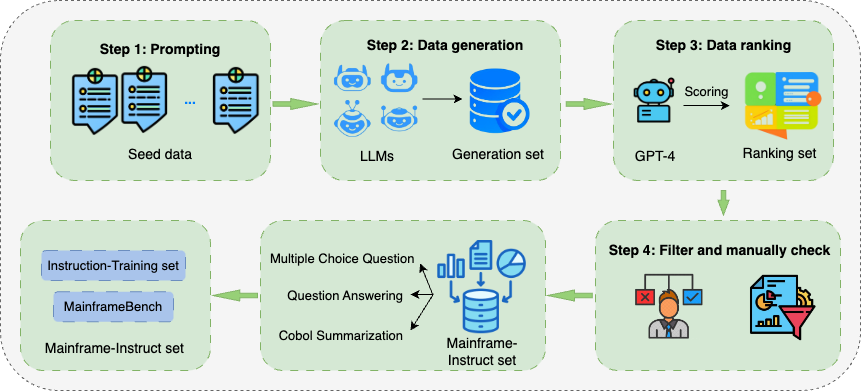 Step 1: Prompting
...
Seed data
Step 2: Data generation
LLMs
Generation set
Step 3: Data ranking
Scoring
GPT-4
Ranking set
Step 4: Filter and manually check
Multiple Choice Question
Question Answering
Cobol Summarization
Mainframe-
Instruct set
Instruction-Training set
MainframeBench
Mainframe-Instruct set